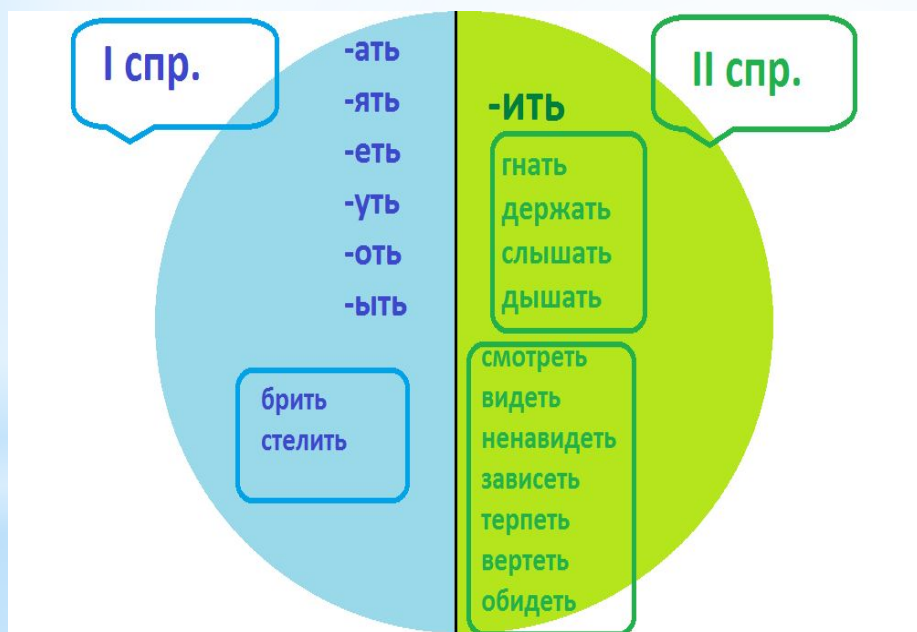 I спр.
-ать
-ять
-еть
-уть
-оть
-ыть
брить
стелить
II спр.
-ить
гнать
держать
слышать
дышать
смотреть
видеть
ненавидеть
зависеть
терпеть
вертеть
обидеть